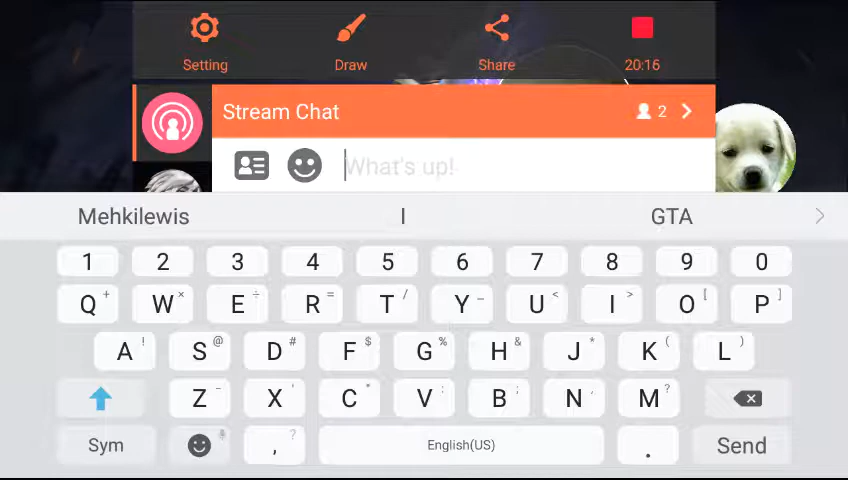 Setting Draw Share 20:16
Stream Chat 2
What's up!
Mehkilewis I GTA
1 2 3 4 5 6 7 8 9 0
Q + W × E ÷ R = T / Y _ U < I > O [ P ]
A ! S @ D # F $ G % H & J * K ( L )
Z - X ' C " V : B ; N , M ?
Sym , ? English(US) . Send